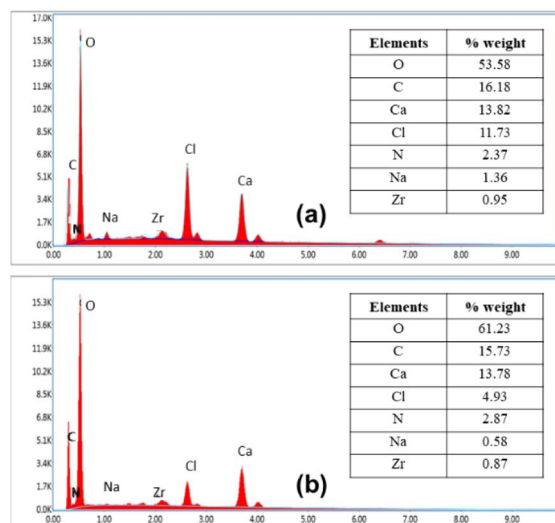 17.0K
15.3K
13.6K
11.9K
10.2K
8.5K
6.8K
5.1K
3.4K
1.7K
0.0K
0.00 1.00 2.00 3.00 4.00 5.00 6.00 7.00 8.00 9.00
O
C
N
Na
Zr
Cl
Ca
(a)
Elements % weight
O 53.58
C 16.18
Ca 13.82
Cl 11.73
N 2.37
Na 1.36
Zr 0.95
15.3K
13.6K
11.9K
10.2K
8.5K
6.8K
5.1K
3.4K
1.7K
0.0K
0.00 1.00 2.00 3.00 4.00 5.00 6.00 7.00 8.00 9.00
O
C
N
Na
Zr
Cl
Ca
(b)
Elements % weight
O 61.23
C 15.73
Ca 13.78
Cl 4.93
N 2.87
Na 0.58
Zr 0.87